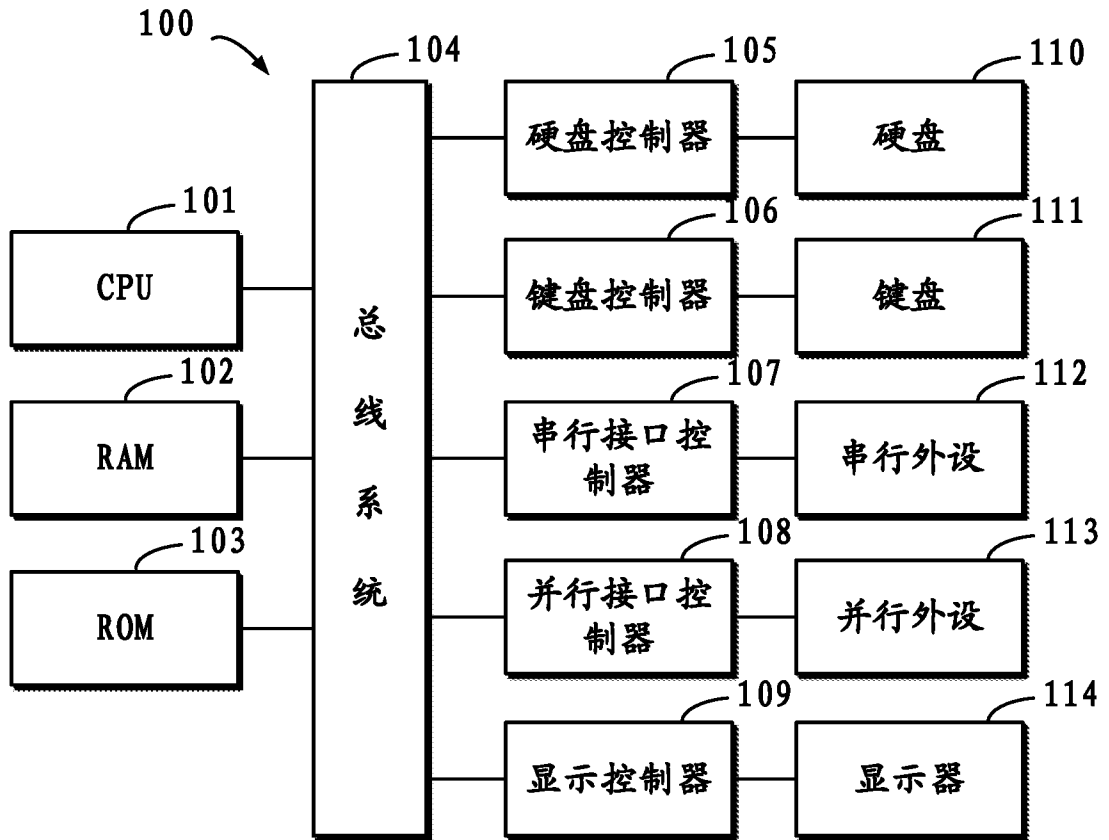 100
104
105
110
硬盘控制器
硬盘
101
106
111
CPU
键盘控制器
键盘
总线系统
102
107
112
RAM
串行接口控
制器
串行外设
103
108
113
ROM
并行接口控
制器
并行外设
109
114
显示控制器
显示器